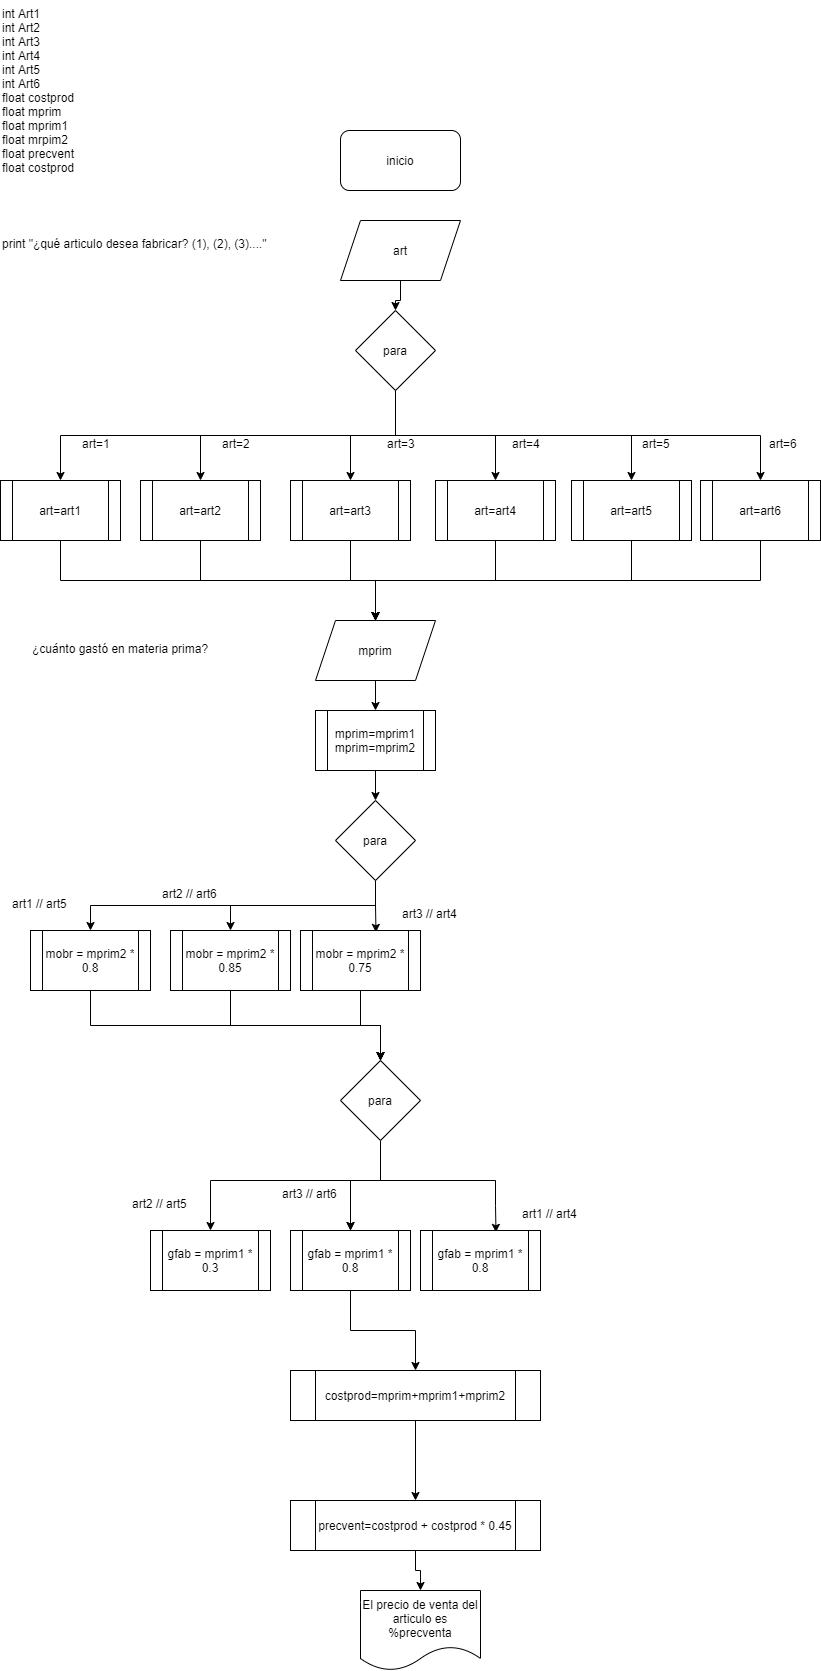 int Art1
int Art2
int Art3
int Art4
int Art5
int Art6
float costprod
float mprim
float mprim1
float mrpim2
float precvent
float costprod
inicio
print "¿qué articulo desea fabricar? (1), (2), (3)...."
art
para
art=1
art=2
art=3
art=4
art=5
art=6
art=art1
art=art2
art=art3
art=art4
art=art5
art=art6
¿cuánto gastó en materia prima?
mprim
mprim=mprim1
mprim=mprim2
para
art1 // art5
art2 // art6
art3 // art4
mobr = mprim2 *
0.8
mobr = mprim2 *
0.85
mobr = mprim2 *
0.75
para
art2 // art5
art3 // art6
art1 // art4
gfab = mprim1 *
0.3
gfab = mprim1 *
0.8
gfab = mprim1 *
0.8
costprod=mprim+mprim1+mprim2
precvent=costprod + costprod * 0.45
El precio de venta del
articulo es
%precventa